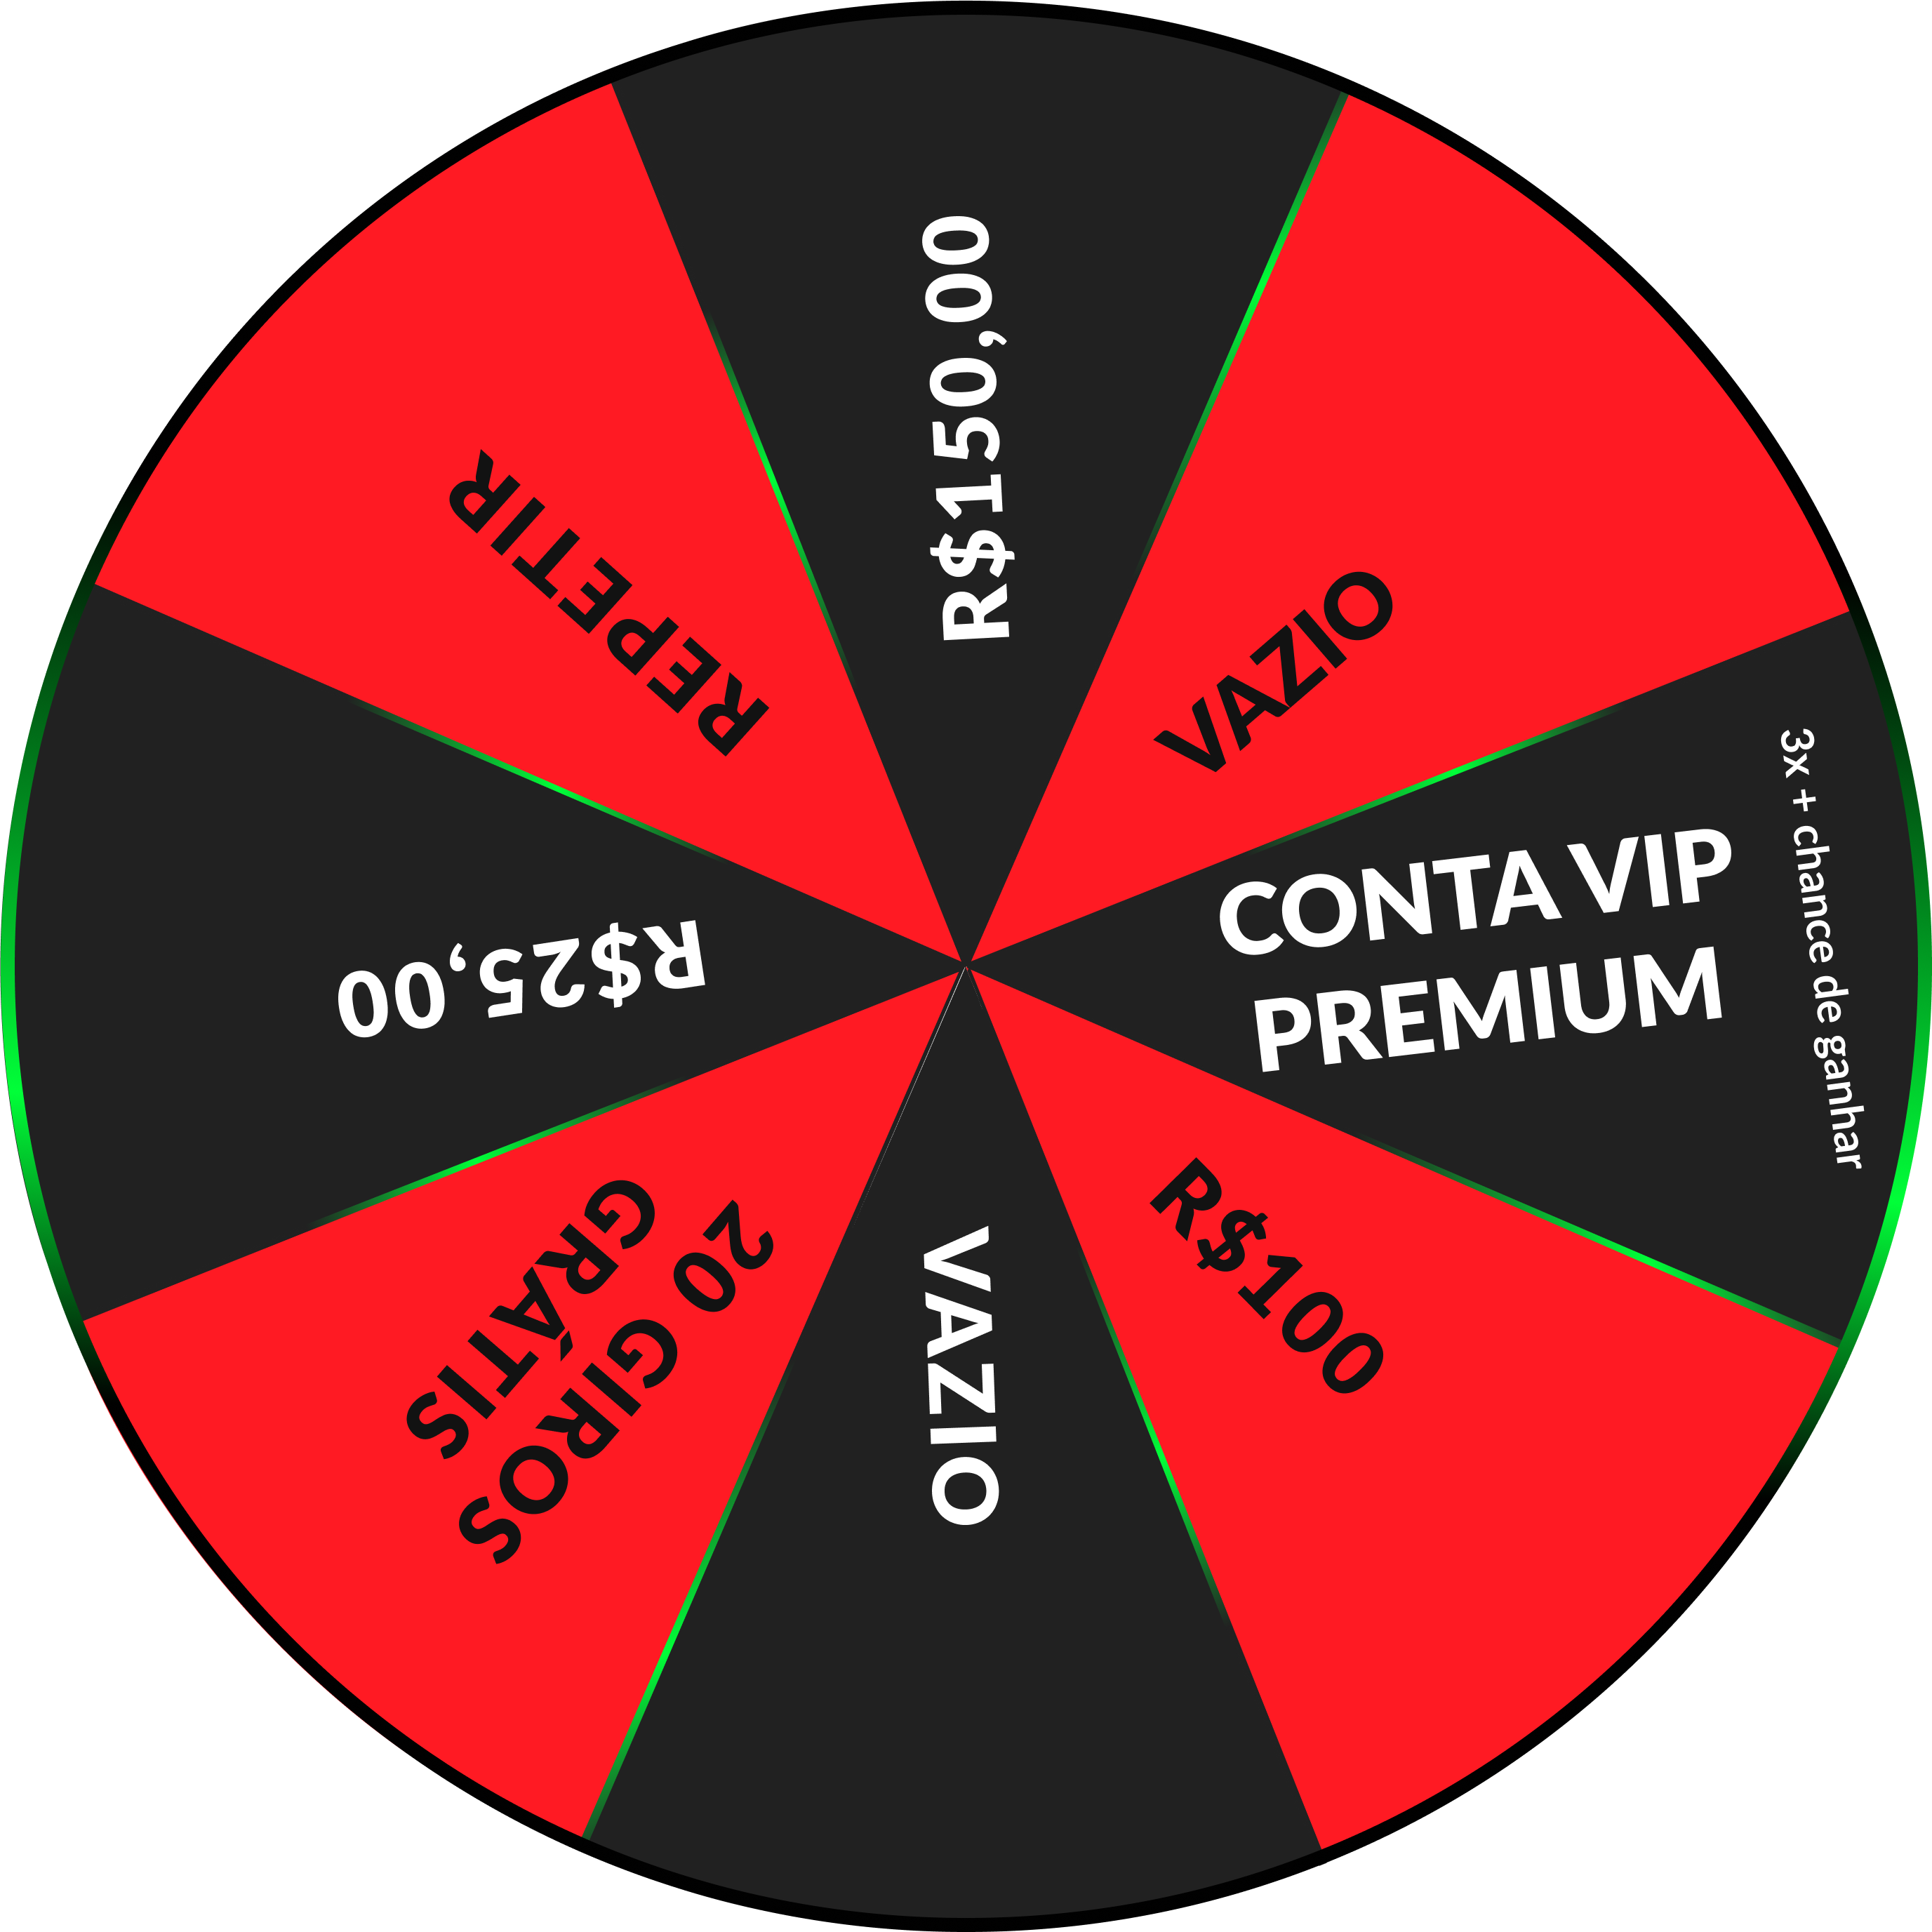 R$150,00
VAZIO
CONTA VIP
PREMIUM
3x + chance de ganhar
R$100
VAZIO
20 GIROS
GRÁTIS
R$25,00
REPETIR